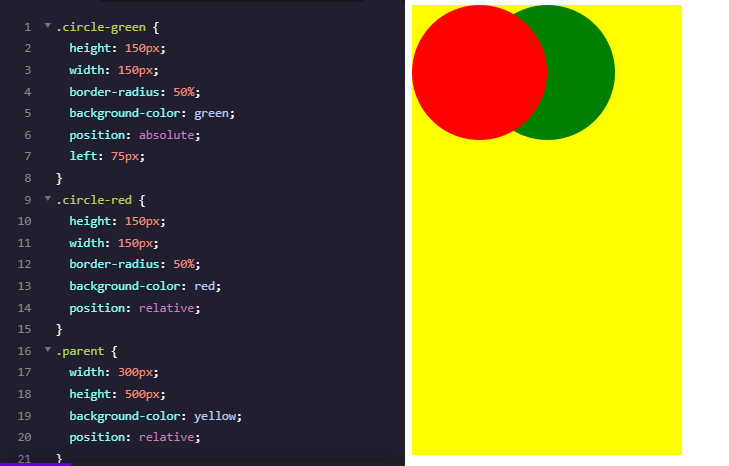 1 .circle-green {
2 height: 150px;
3 width: 150px;
4 border-radius: 50%;
5 background-color: green;
6 position: absolute;
7 left: 75px;
8 }
9 .circle-red {
10 height: 150px;
11 width: 150px;
12 border-radius: 50%;
13 background-color: red;
14 position: relative;
15 }
16 .parent {
17 width: 300px;
18 height: 500px;
19 background-color: yellow;
20 position: relative;
21 }